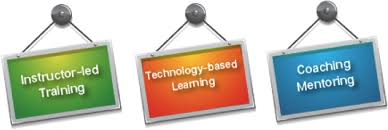 Instructor-led
Training
Technology-based
Learning
Coaching
Mentoring